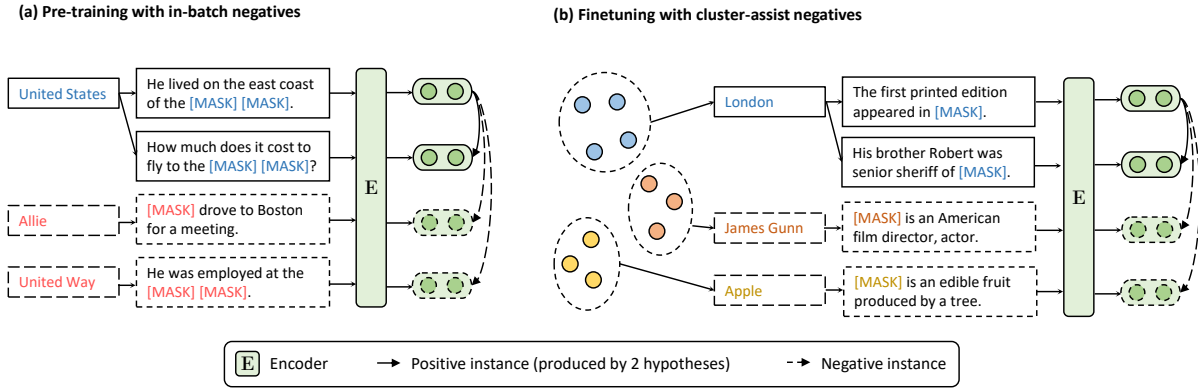 (a) Pre-training with in-batch negatives
United States
He lived on the east coast
of the [MASK] [MASK].
How much does it cost to
fly to the [MASK] [MASK]?
Allie
[MASK] drove to Boston
for a meeting.
United Way
He was employed at the
[MASK] [MASK].
E
(b) Finetuning with cluster-assist negatives
London
The first printed edition
appeared in [MASK].
His brother Robert was
senior sheriff of [MASK].
James Gunn
[MASK] is an American
film director, actor.
Apple
[MASK] is an edible fruit
produced by a tree.
E
E Encoder Positive instance (produced by 2 hypotheses) Negative instance